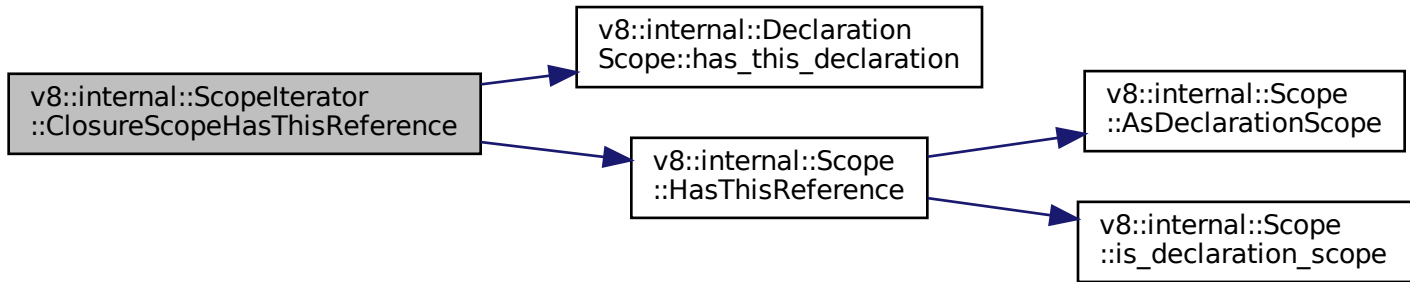 v8::internal::ScopeIterator
::ClosureScopeHasThisReference
v8::internal::Declaration
Scope::has_this_declaration
v8::internal::Scope
::HasThisReference
v8::internal::Scope
::AsDeclarationScope
v8::internal::Scope
::is_declaration_scope